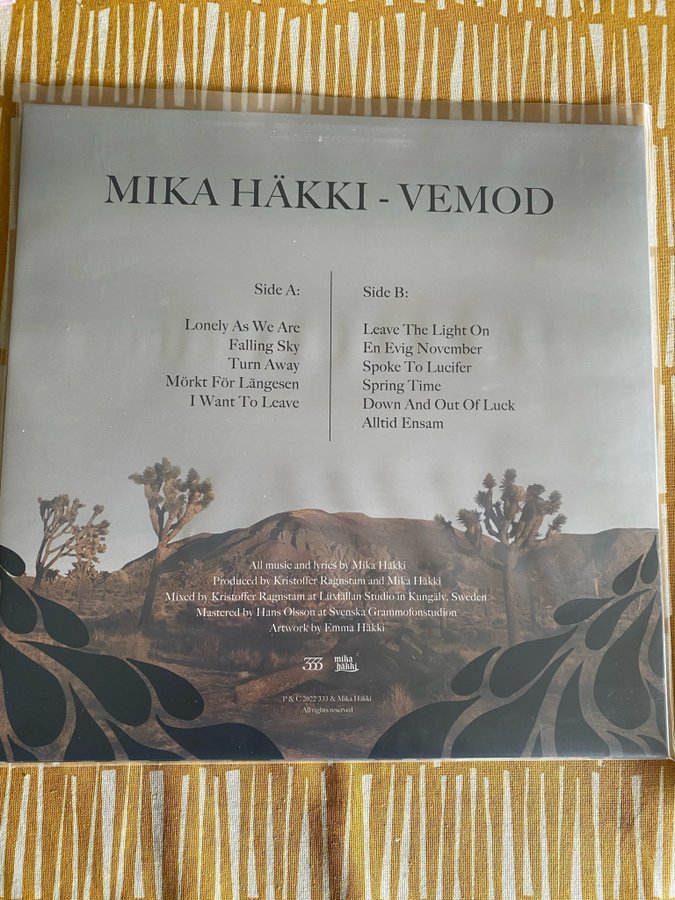 MIKA HÄKKI - VEMOD
Side A:
Lonely As We Are
Falling Sky
Turn Away
Mörkt För Längesen
I Want To Leave
Side B:
Leave The Light On
En Evig November
Spoke To Lucifer
Spring Time
Down And Out Of Luck
Alltid Ensam
All music and lyrics by Mika Häkki
Produced by Kristoffer Ragnstam and Mika Häkki
Mixed by Kristoffer Ragnstam at Luxfällan Studio in Kungälv, Sweden
Mastered by Hans Olsson at Svenska Grammofonstudion
Artwork by Emma Häkki
333
mika
häkki
P & C 2022 333 & Mika Häkki
All rights reserved